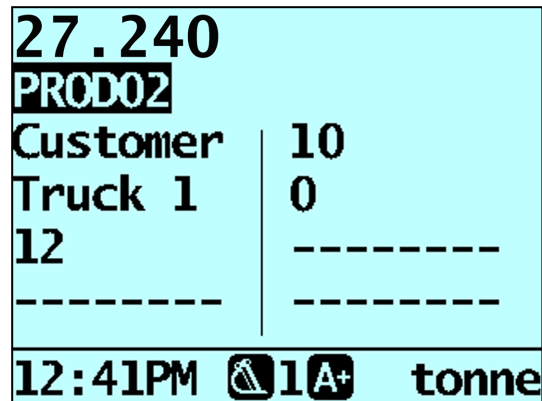 27.240
PROD02
Customer 10
Truck 1 0
12 --------
-------- --------
12:41PM 1 A+ tonne